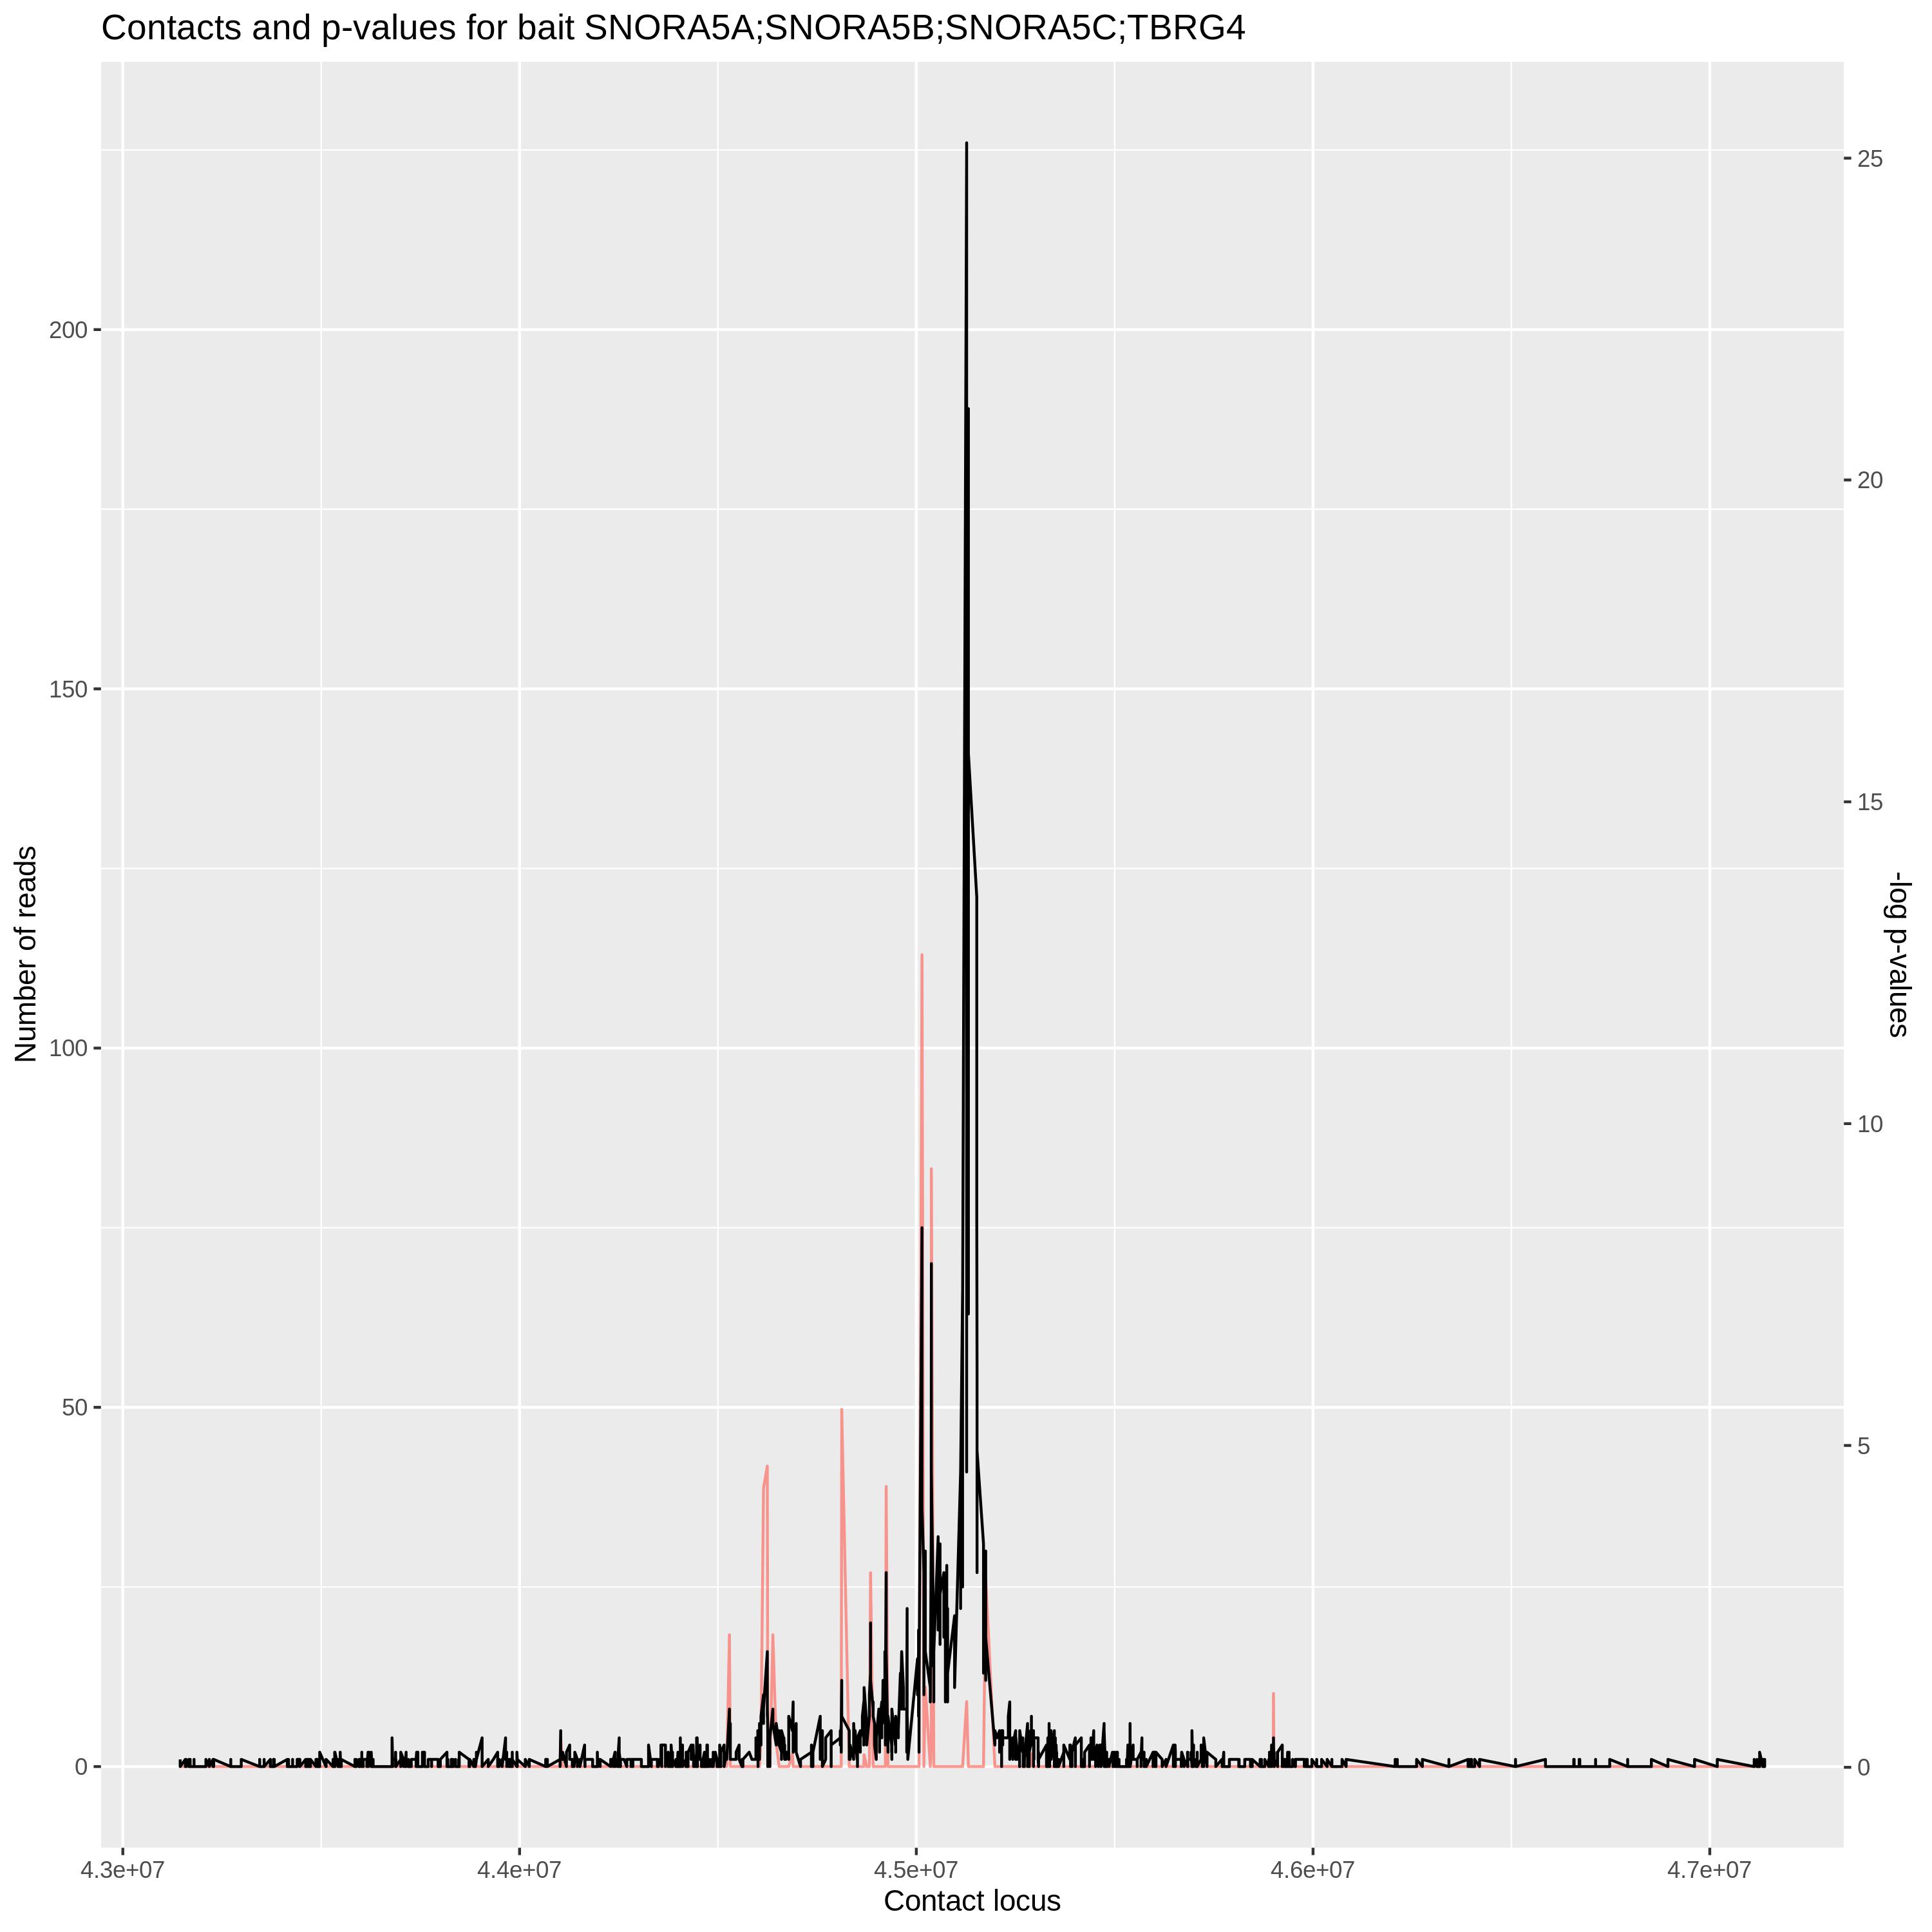 Contacts and p-values for bait SNORA5A;SNORA5B;SNORA5C;TBRG4
Number of reads
200
150
100
50
0
25
20
15
10
5
0
-log p-values
4.3e+07
4.4e+07
4.5e+07
4.6e+07
4.7e+07
Contact locus